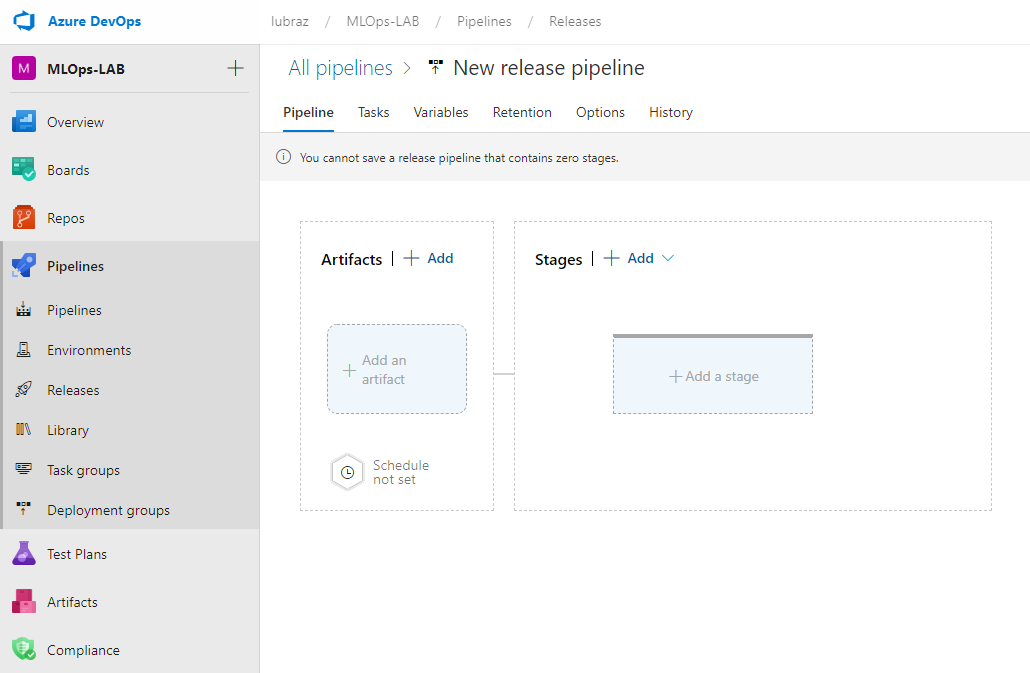 Azure DevOps
lubraz / MLOps-LAB / Pipelines / Releases
M MLOps-LAB
All pipelines > New release pipeline
Pipeline Tasks Variables Retention Options History
You cannot save a release pipeline that contains zero stages.
Overview
Boards
Repos
Pipelines
Pipelines
Environments
Releases
Library
Task groups
Deployment groups
Test Plans
Artifacts
Compliance
Artifacts | + Add
+ Add an
artifact
Schedule
not set
Stages | + Add
+ Add a stage